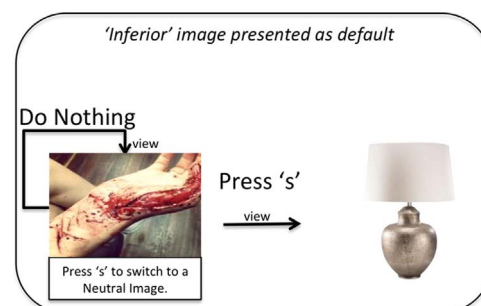 ‘Inferior’ image presented as default
Do Nothing
view
Press ‘s’
view
Press ‘s’ to switch to a
Neutral Image.